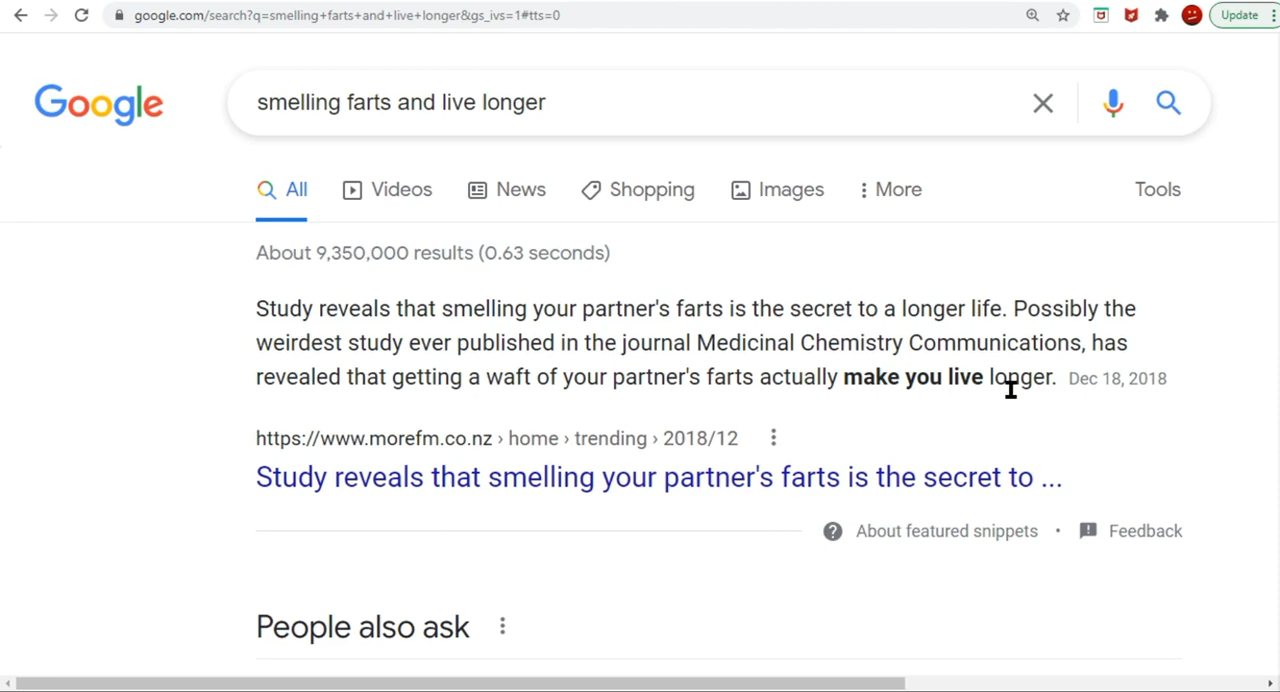 google.com/search?q=smelling+farts+and+live+longer&gs_ivs=1#tts=0
Update
Google
smelling farts and live longer
All
Videos
News
Shopping
Images
More
Tools
About 9,350,000 results (0.63 seconds)
Study reveals that smelling your partner's farts is the secret to a longer life. Possibly the
weirdest study ever published in the journal Medicinal Chemistry Communications, has
revealed that getting a waft of your partner's farts actually make you live longer. Dec 18, 2018
https://www.morefm.co.nz › home › trending › 2018/12
Study reveals that smelling your partner's farts is the secret to ...
About featured snippets • Feedback
People also ask